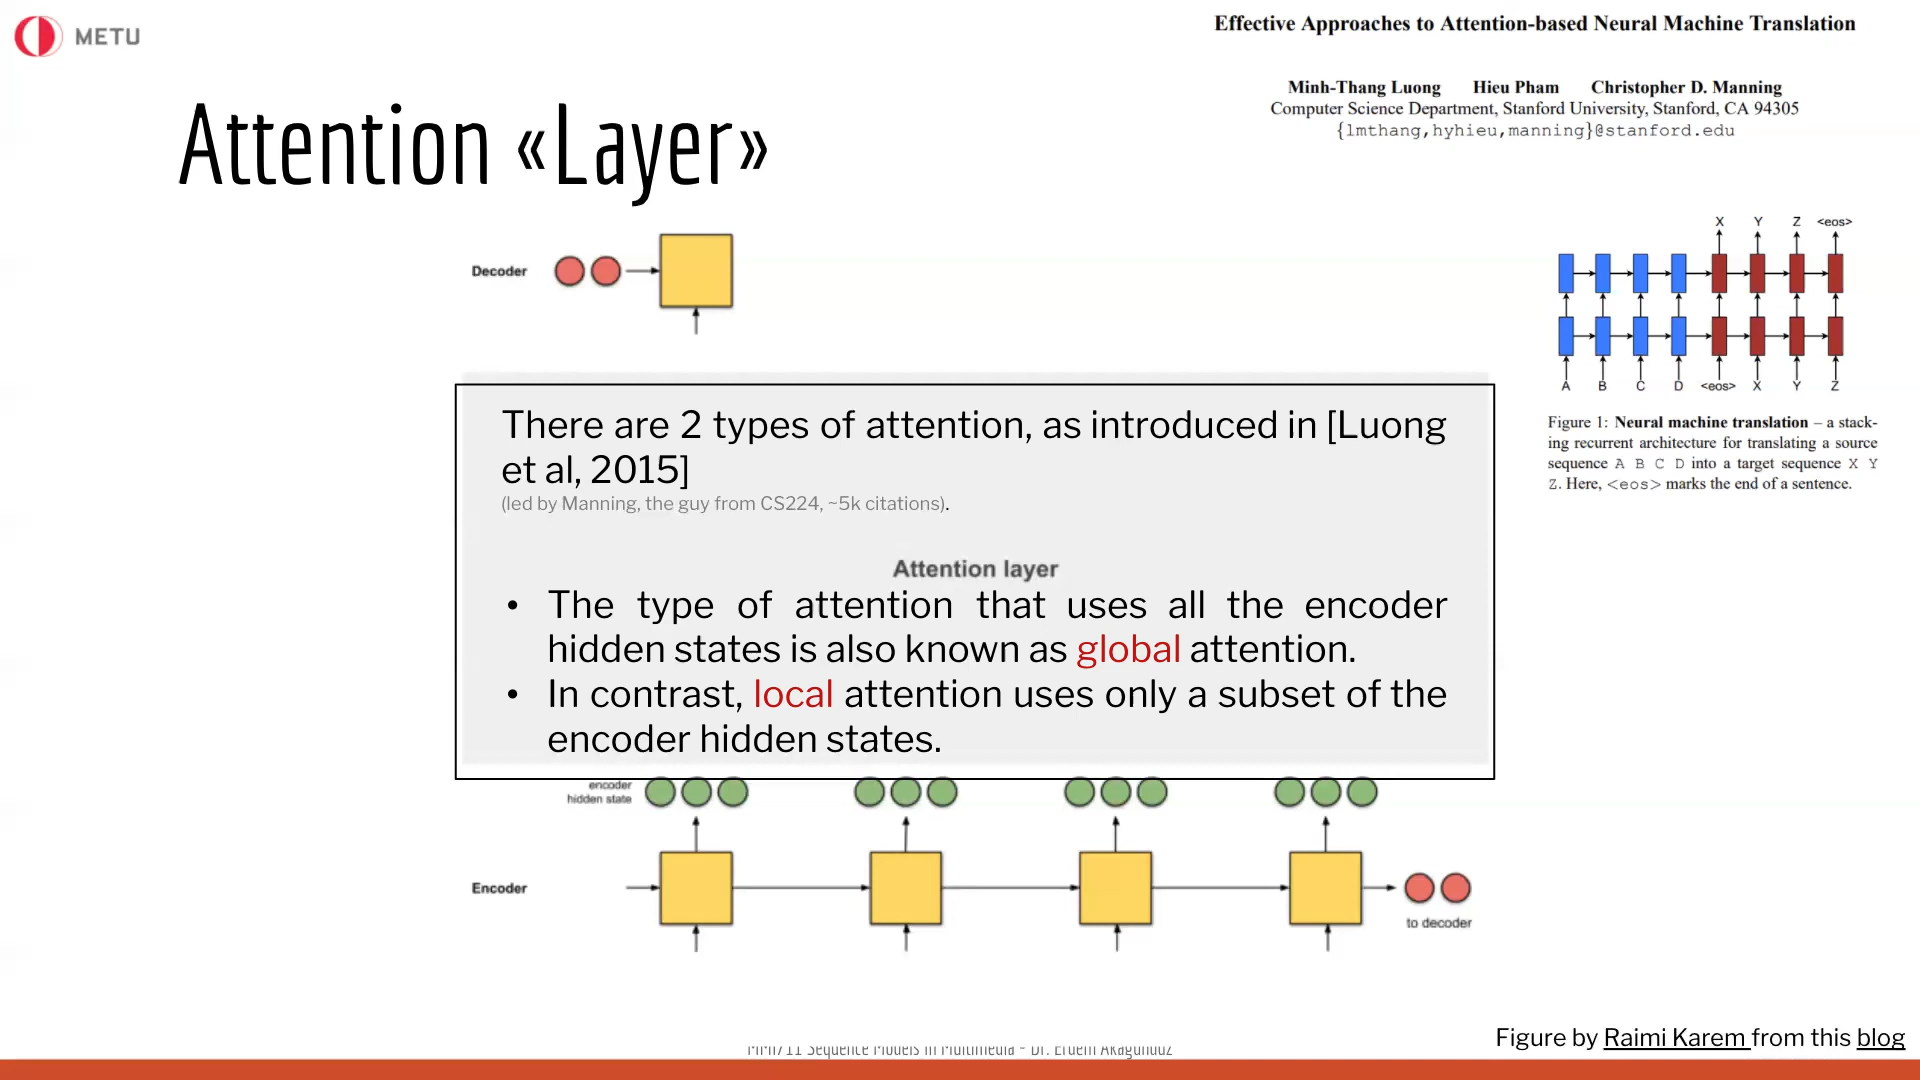 METU
Effective Approaches to Attention-based Neural Machine Translation
Minh-Thang Luong Hieu Pham Christopher D. Manning
Computer Science Department, Stanford University, Stanford, CA 94305
{lmthang,hyhieu,manning}@stanford.edu
Attention «Layer»
Decoder
X Y Z <eos>
A B C D <eos> X Y Z
Figure 1: Neural machine translation – a stack-
ing recurrent architecture for translating a source
sequence A B C D into a target sequence X Y
Z. Here, <eos> marks the end of a sentence.
There are 2 types of attention, as introduced in [Luong
et al, 2015]
(led by Manning, the guy from CS224, ~5k citations).
Attention layer
• The type of attention that uses all the encoder
hidden states is also known as global attention.
• In contrast, local attention uses only a subset of the
encoder hidden states.
encoder
hidden state
Encoder
to decoder
Figure by Raimi Karem from this blog
MMI711 Sequence Models in Multimedia - Dr. Erdem Akagündüz